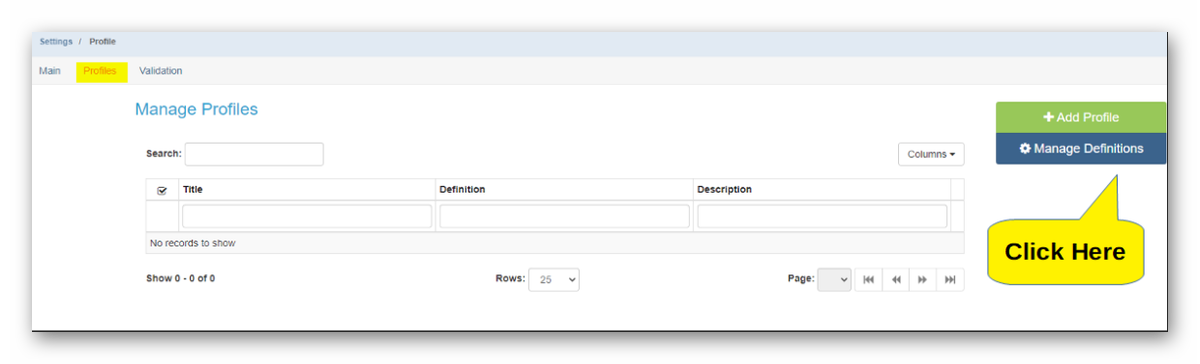 Settings / Profile
Main Profiles Validation
Manage Profiles
+ Add Profile
Manage Definitions
Search:
Columns
Title Definition Description
No records to show
Click Here
Show 0 - 0 of 0 Rows: 25 Page: